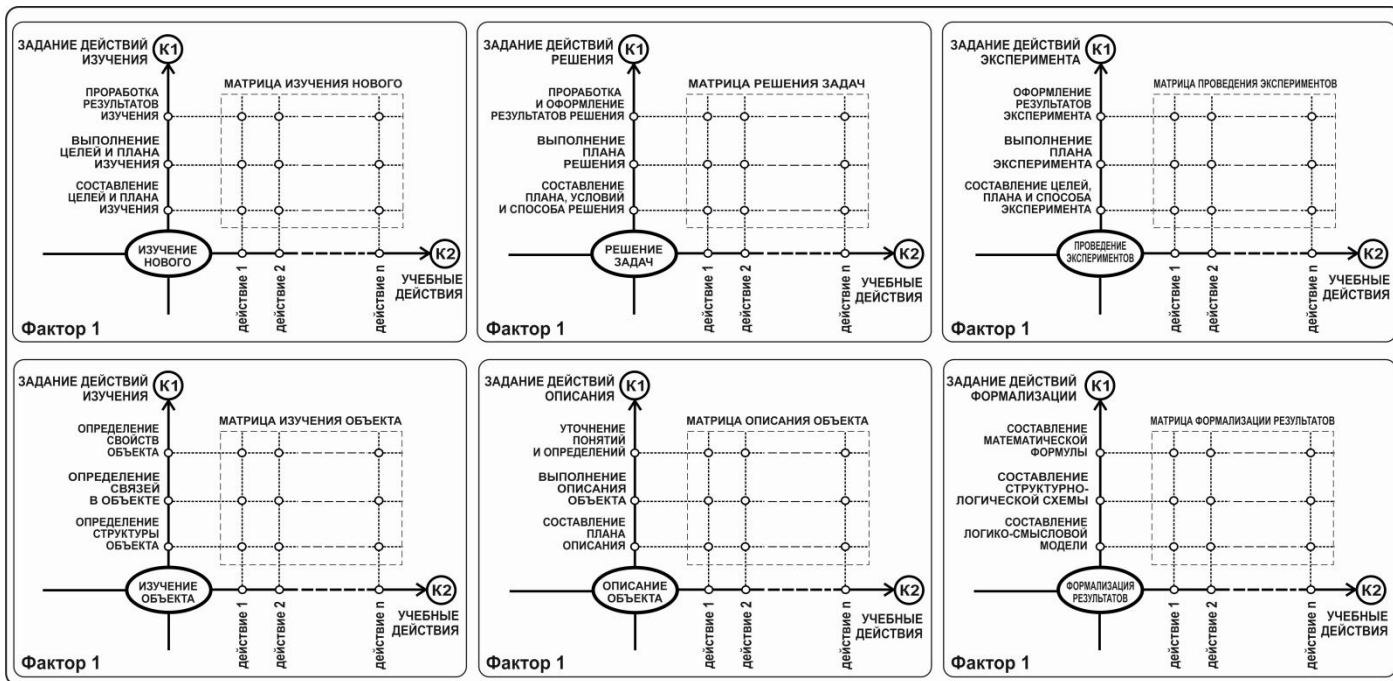 ЗАДАНИЕ ДЕЙСТВИЙ
ИЗУЧЕНИЯ
К1
МАТРИЦА ИЗУЧЕНИЯ НОВОГО
ПРОРАБОТКА
РЕЗУЛЬТАТОВ
ИЗУЧЕНИЯ
ВЫПОЛНЕНИЕ
ЦЕЛЕЙ И ПЛАНА
ИЗУЧЕНИЯ
СОСТАВЛЕНИЕ
ЦЕЛЕЙ И ПЛАНА
ИЗУЧЕНИЯ
ИЗУЧЕНИЕ
НОВОГО
К2
действие 1
действие 2
действие n
УЧЕБНЫЕ
ДЕЙСТВИЯ
Фактор 1
ЗАДАНИЕ ДЕЙСТВИЙ
РЕШЕНИЯ
К1
МАТРИЦА РЕШЕНИЯ ЗАДАЧ
ПРОРАБОТКА
И ОФОРМЛЕНИЕ
РЕЗУЛЬТАТОВ РЕШЕНИЯ
ВЫПОЛНЕНИЕ
ПЛАНА
РЕШЕНИЯ
СОСТАВЛЕНИЕ
ПЛАНА, УСЛОВИЙ
И СПОСОБА РЕШЕНИЯ
РЕШЕНИЕ
ЗАДАЧ
К2
действие 1
действие 2
действие n
УЧЕБНЫЕ
ДЕЙСТВИЯ
Фактор 1
ЗАДАНИЕ ДЕЙСТВИЙ
ЭКСПЕРИМЕНТА
К1
МАТРИЦА ПРОВЕДЕНИЯ ЭКСПЕРИМЕНТОВ
ОФОРМЛЕНИЕ
РЕЗУЛЬТАТОВ
ЭКСПЕРИМЕНТА
ВЫПОЛНЕНИЕ
ПЛАНА
ЭКСПЕРИМЕНТА
СОСТАВЛЕНИЕ ЦЕЛЕЙ,
ПЛАНА И СПОСОБА
ЭКСПЕРИМЕНТА
ПРОВЕДЕНИЕ
ЭКСПЕРИМЕНТОВ
К2
действие 1
действие 2
действие n
УЧЕБНЫЕ
ДЕЙСТВИЯ
Фактор 1
ЗАДАНИЕ ДЕЙСТВИЙ
ИЗУЧЕНИЯ
К1
МАТРИЦА ИЗУЧЕНИЯ ОБЪЕКТА
ОПРЕДЕЛЕНИЕ
СВОЙСТВ
ОБЪЕКТА
ОПРЕДЕЛЕНИЕ
СВЯЗЕЙ
В ОБЪЕКТЕ
ОПРЕДЕЛЕНИЕ
СТРУКТУРЫ
ОБЪЕКТА
ИЗУЧЕНИЕ
ОБЪЕКТА
К2
действие 1
действие 2
действие n
УЧЕБНЫЕ
ДЕЙСТВИЯ
Фактор 1
ЗАДАНИЕ ДЕЙСТВИЙ
ОПИСАНИЯ
К1
МАТРИЦА ОПИСАНИЯ ОБЪЕКТА
УТОЧНЕНИЕ
ПОНЯТИЙ
И ОПРЕДЕЛЕНИЙ
ВЫПОЛНЕНИЕ
ОПИСАНИЯ
ОБЪЕКТА
СОСТАВЛЕНИЕ
ПЛАНА
ОПИСАНИЯ
ОПИСАНИЕ
ОБЪЕКТА
К2
действие 1
действие 2
действие n
УЧЕБНЫЕ
ДЕЙСТВИЯ
Фактор 1
ЗАДАНИЕ ДЕЙСТВИЙ
ФОРМАЛИЗАЦИИ
К1
МАТРИЦА ФОРМАЛИЗАЦИИ РЕЗУЛЬТАТОВ
СОСТАВЛЕНИЕ
МАТЕМАТИЧЕСКОЙ
ФОРМУЛЫ
СОСТАВЛЕНИЕ
СТРУКТУРНО-
ЛОГИЧЕСКОЙ СХЕМЫ
СОСТАВЛЕНИЕ
ЛОГИКО-СМЫСЛОВОЙ
МОДЕЛИ
ФОРМАЛИЗАЦИЯ
РЕЗУЛЬТАТОВ
К2
действие 1
действие 2
действие n
УЧЕБНЫЕ
ДЕЙСТВИЯ
Фактор 1